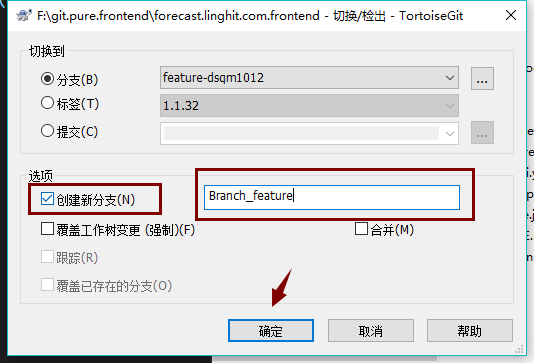 F:\git.pure.frontend\forecast.linghit.com.frontend - 切换/检出 - TortoiseGit
切换到
分支(B)
feature-dsqm1012
...
标签(T)
1.1.32
提交(C)
...
选项
创建新分支(N)
Branch_feature
覆盖工作树变更 (强制)(F)
合并(M)
跟踪(R)
覆盖已存在的分支(O)
确定
取消
帮助